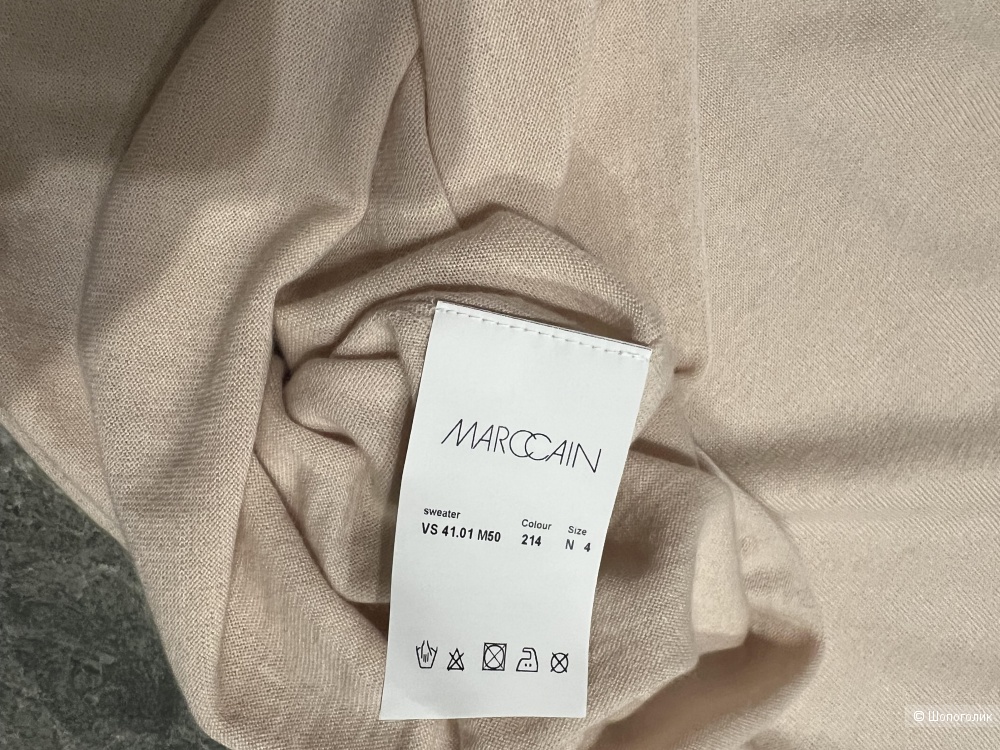 MARCCAIN
sweater Colour Size
VS 41.01 M50 214 N 4
© Шопоголик